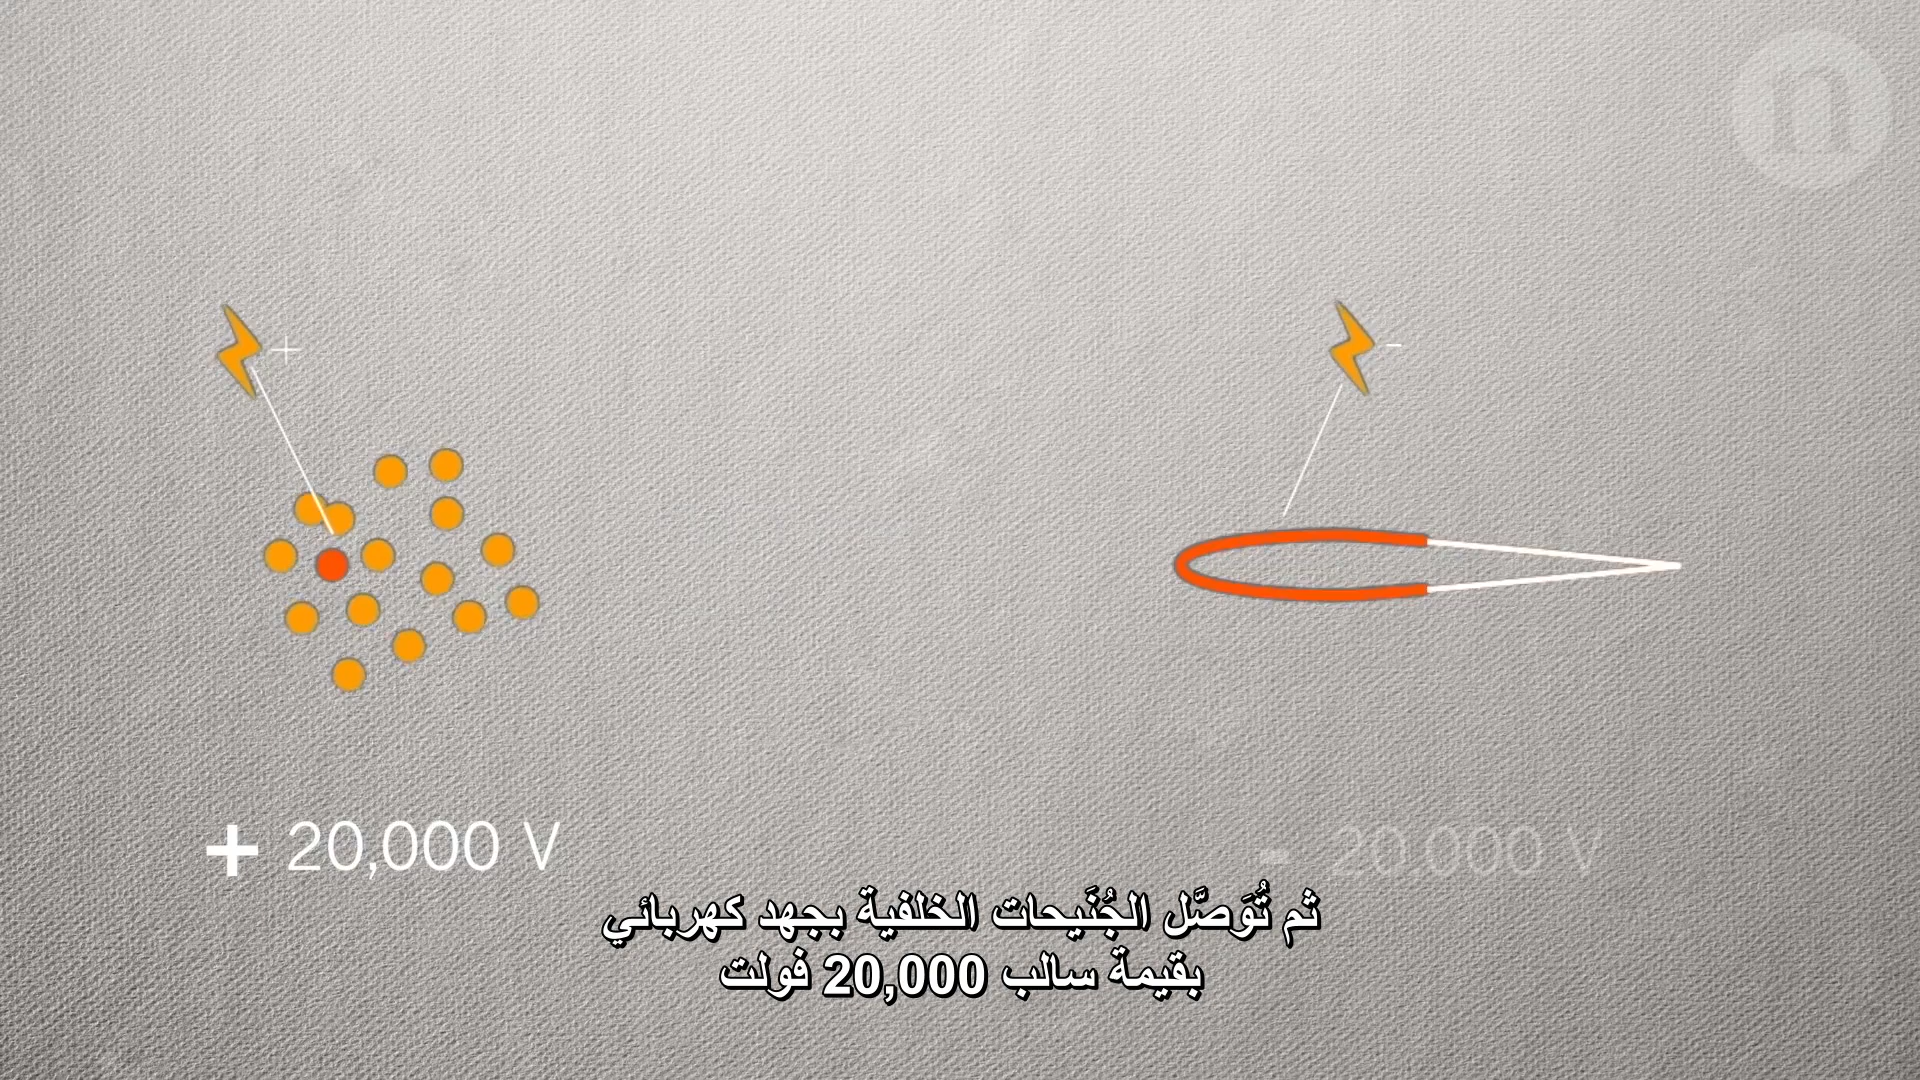 n
+
-
+ 20,000 V
- 20,000 V
ثم تُوَصَّل الجُنَيحات الخلفية بجهد كهربائي
بقيمة سالب 20,000 فولت